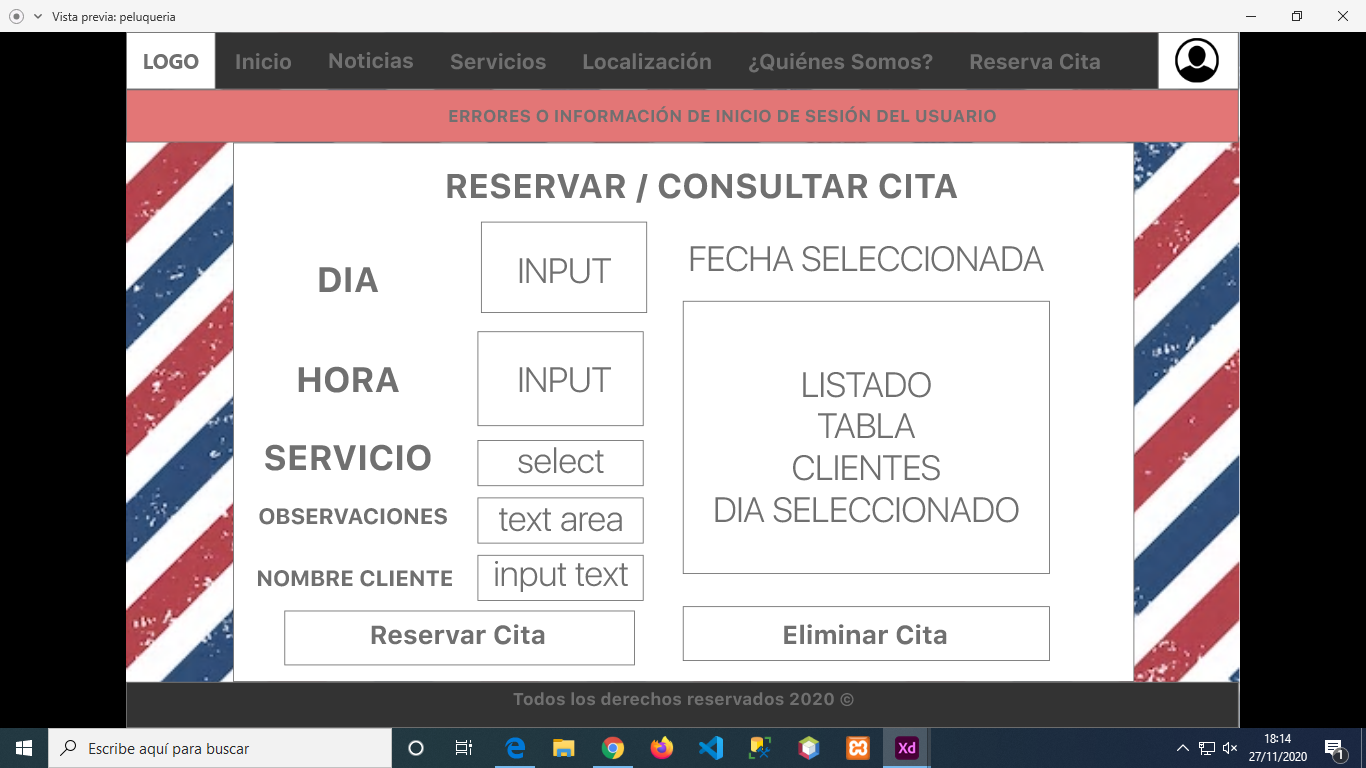 Vista previa: peluqueria
LOGO Inicio Noticias Servicios Localización ¿Quiénes Somos? Reserva Cita
ERRORES O INFORMACIÓN DE INICIO DE SESIÓN DEL USUARIO
RESERVAR / CONSULTAR CITA
DIA INPUT
HORA INPUT
SERVICIO select
OBSERVACIONES text area
NOMBRE CLIENTE input text
Reservar Cita
FECHA SELECCIONADA
LISTADO
TABLA
CLIENTES
DIA SELECCIONADO
Eliminar Cita
Todos los derechos reservados 2020 ©
Escribe aquí para buscar
Xd
18:14
27/11/2020
1